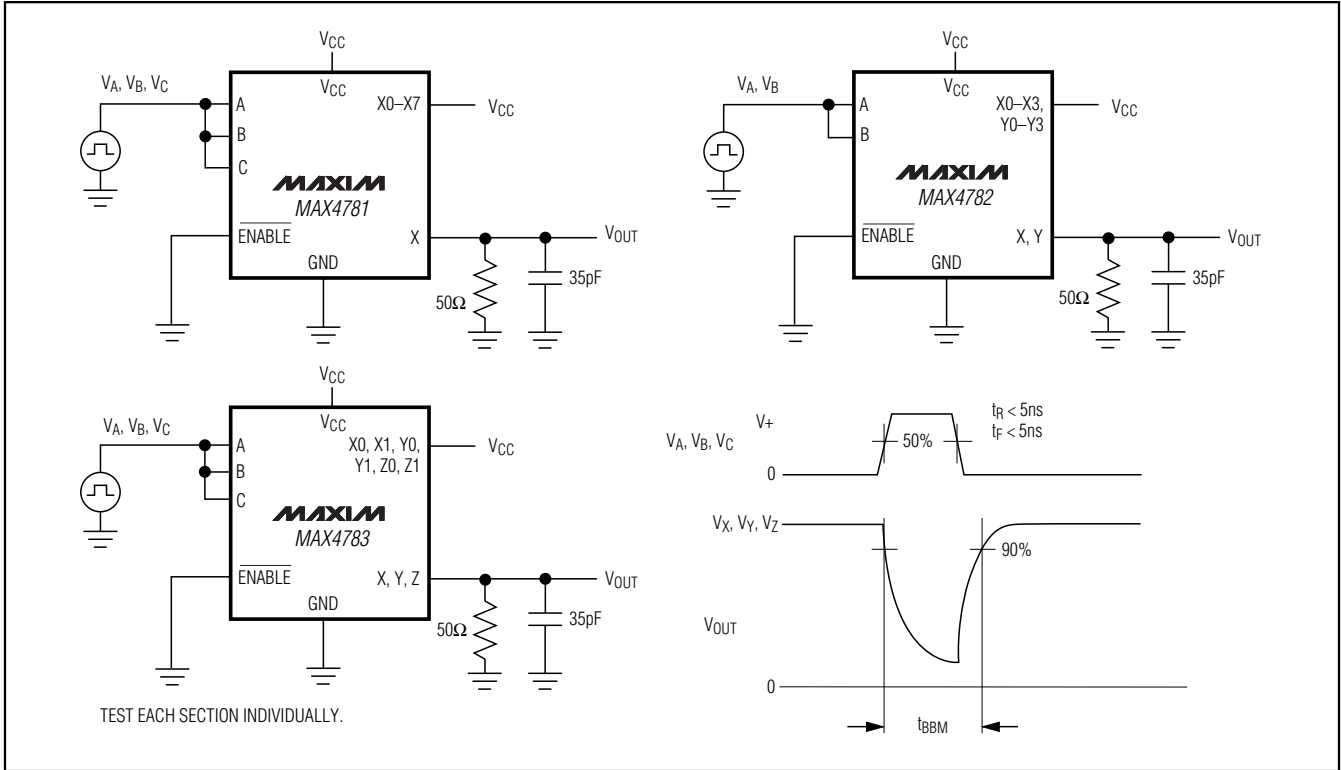 VCC
VA, VB, VC
VCC
A
X0–X7
VCC
B
C
MAXIM
MAX4781
ENABLE
X
VOUT
GND
50Ω
35pF
VCC
VA, VB
VCC
A
X0–X3,
Y0–Y3
VCC
B
MAXIM
MAX4782
ENABLE
X, Y
VOUT
GND
50Ω
35pF
VCC
VA, VB, VC
VCC
A
X0, X1, Y0,
Y1, Z0, Z1
VCC
B
C
MAXIM
MAX4783
ENABLE
X, Y, Z
VOUT
GND
50Ω
35pF
TEST EACH SECTION INDIVIDUALLY.
V+
tR < 5ns
tF < 5ns
VA, VB, VC
50%
0
VX, VY, VZ
90%
VOUT
0
tBBM